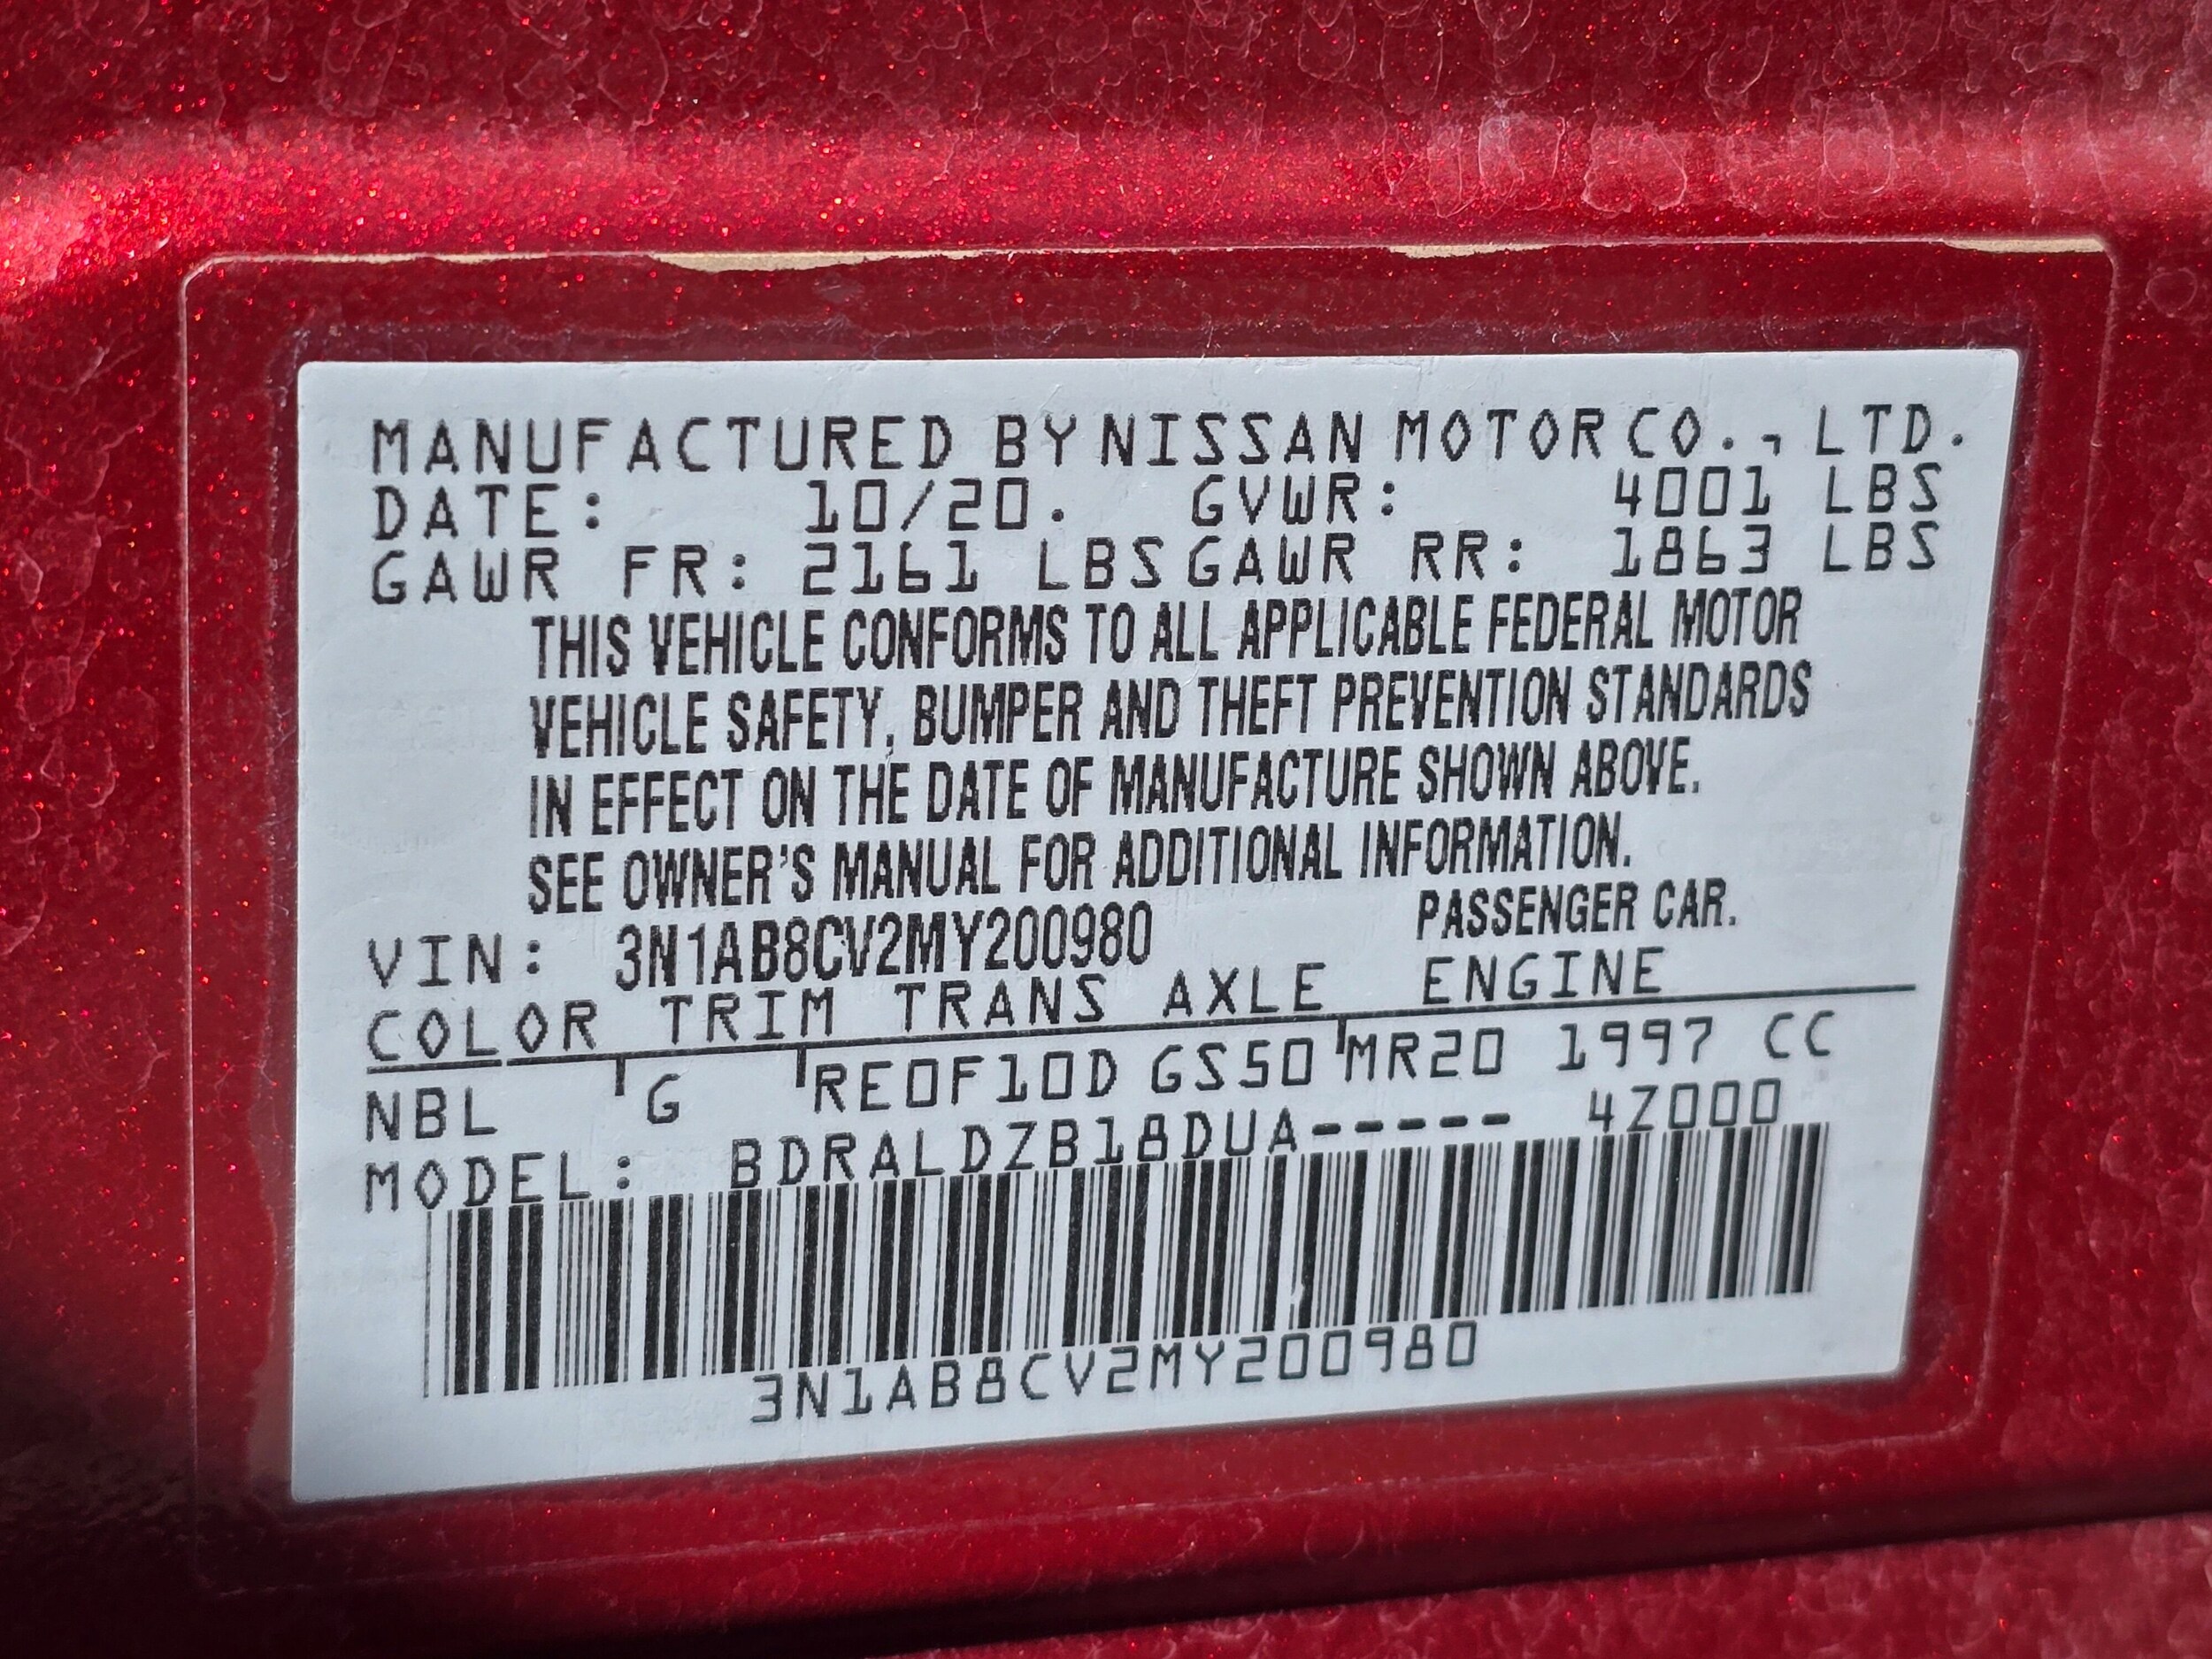 MANUFACTURED BY NISSAN MOTOR CO., LTD.
DATE: 10/20. GVWR: 4001 LBS
GAWR FR: 2161 LBS GAWR RR: 1863 LBS
THIS VEHICLE CONFORMS TO ALL APPLICABLE FEDERAL MOTOR
VEHICLE SAFETY, BUMPER AND THEFT PREVENTION STANDARDS
IN EFFECT ON THE DATE OF MANUFACTURE SHOWN ABOVE.
SEE OWNER'S MANUAL FOR ADDITIONAL INFORMATION.
VIN: 3N1AB8CV2MY200980 PASSENGER CAR.
COLOR TRIM TRANS AXLE ENGINE
NBL G RE0F10D GS50 MR20 1997 CC
MODEL: BDRALDZB18DUA----- 4Z000
3N1AB8CV2MY200980